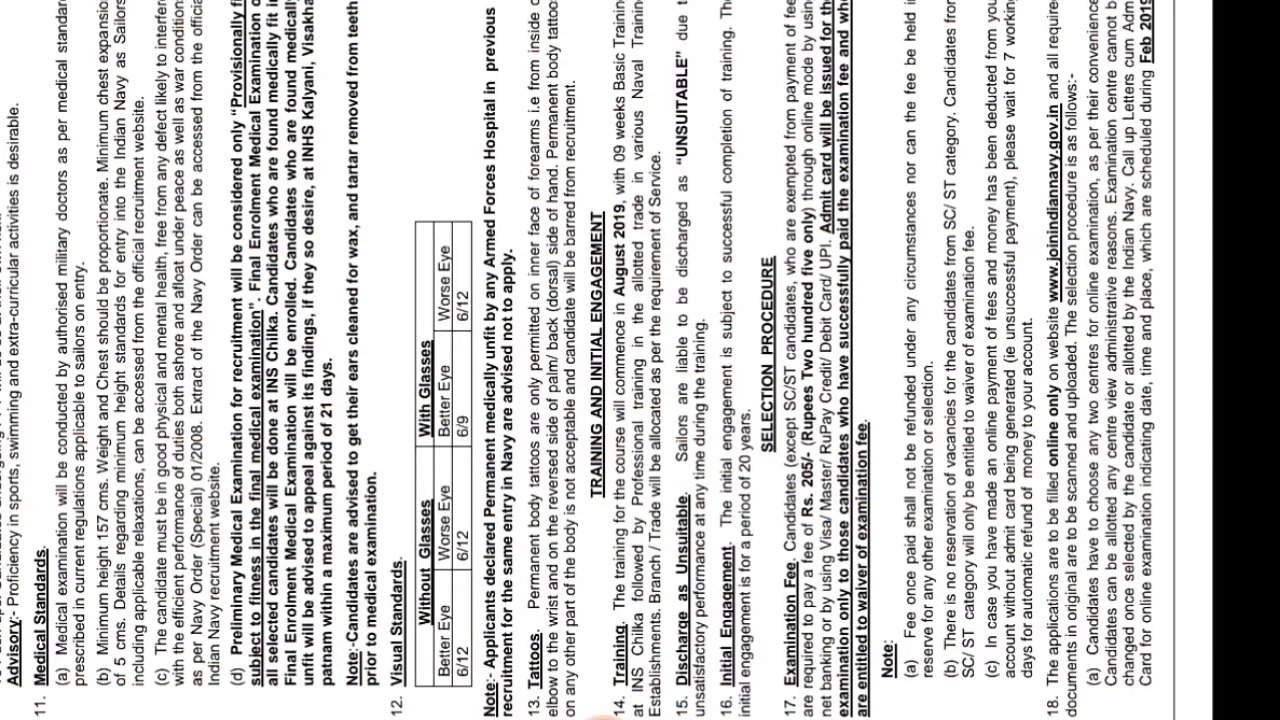 Advisory:- Proficiency in sports, swimming and extra-curricular activities is desirable.
11. Medical Standards.
(a) Medical examination will be conducted by authorised military doctors as per medical standard
prescribed in current regulations applicable to sailors on entry.
(b) Minimum height 157 cms. Weight and Chest should be proportionate. Minimum chest expansion
of 5 cms. Details regarding minimum height standards for entry into the Indian Navy as Sailors
including applicable relaxations, can be accessed from the official recruitment website.
(c) The candidate must be in good physical and mental health, free from any defect likely to interfere
with the efficient performance of duties both ashore and afloat under peace as well as war conditions
as per Navy Order (Special) 01/2008. Extract of the Navy Order can be accessed from the official
Indian Navy recruitment website.
(d) Preliminary Medical Examination for recruitment will be considered only "Provisionally fi
subject to fitness in the final medical examination". Final Enrolment Medical Examination o
all selected candidates will be done at INS Chilka. Candidates who are found medically fit in
Final Enrolment Medical Examination will be enrolled. Candidates who are found medically
unfit will be advised to appeal against its findings, if they so desire, at INHS Kalyani, Visakha
patnam within a maximum period of 21 days.
Note:-Candidates are advised to get their ears cleaned for wax, and tartar removed from teeth
prior to medical examination.
12. Visual Standards.
Without Glasses With Glasses
Better Eye Worse Eye Better Eye Worse Eye
6/12 6/12 6/9 6/12
Note:- Applicants declared Permanent medically unfit by any Armed Forces Hospital in previous
recruitment for the same entry in Navy are advised not to apply.
13. Tattoos. Permanent body tattoos are only permitted on inner face of forearms i.e from inside o
elbow to the wrist and on the reversed side of palm/ back (dorsal) side of hand. Permanent body tattoos
on any other part of the body is not acceptable and candidate will be barred from recruitment.
TRAINING AND INITIAL ENGAGEMENT
14. Training. The training for the course will commence in August 2019, with 09 weeks Basic Training
at INS Chilka followed by Professional training in the allotted trade in various Naval Training
Establishments. Branch / Trade will be allocated as per the requirement of Service.
15. Discharge as Unsuitable. Sailors are liable to be discharged as "UNSUITABLE" due t
unsatisfactory performance at any time during the training.
16. Initial Engagement. The initial engagement is subject to successful completion of training. The
initial engagement is for a period of 20 years.
SELECTION PROCEDURE
17. Examination Fee. Candidates (except SC/ST candidates, who are exempted from payment of fee
are required to pay a fee of Rs. 205/- (Rupees Two hundred five only) through online mode by using
net banking or by using Visa/ Master/ RuPay Credit/ Debit Card/ UPI. Admit card will be issued for the
examination only to those candidates who have successfully paid the examination fee and who
are entitled to waiver of examination fee.
Note:
(a) Fee once paid shall not be refunded under any circumstances nor can the fee be held i
reserve for any other examination or selection.
(b) There is no reservation of vacancies for the candidates from SC/ ST category. Candidates from
SC/ ST category will only be entitled to waiver of examination fee.
(c) In case you have made an online payment of fees and money has been deducted from you
account without admit card being generated (ie unsuccessful payment), please wait for 7 working
days for automatic refund of money to your account.
18. The applications are to be filled online only on website www.joinindiannavy.gov.in and all require
documents in original are to be scanned and uploaded. The selection procedure is as follows:-
(a) Candidates have to choose any two centres for online examination, as per their convenience
Candidates can be allotted any centre view administrative reasons. Examination centre cannot b
changed once selected by the candidate or allotted by the Indian Navy. Call up Letters cum Adm
Card for online examination indicating date, time and place, which are scheduled during Feb 2019